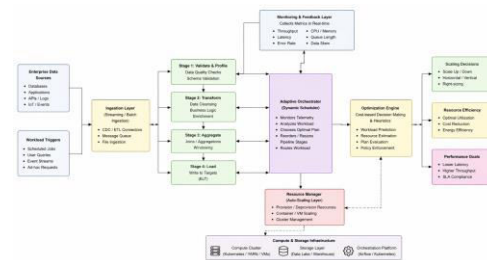 Monitoring & Feedback Layer
Collects Metrics in Real-time
• Throughput
• Latency
• Error Rate
• CPU / Memory
• Queue Length
• Data Skew
Enterprise Data
Sources
• Databases
• Applications
• APIs / Logs
• IoT / Events
Workload Triggers
• Scheduled Jobs
• User Queries
• Event Streams
• Ad-hoc Requests
Ingestion Layer
(Streaming / Batch
Ingestion)
• CDC / ETL Connectors
• Message Queue
• File Ingestion
Stage 1: Validate & Profile
Data Quality Checks
Schema Validation
Stage 2: Transform
Data Cleansing
Business Logic
Enrichment
Stage 3: Aggregate
Joins / Aggregations
Windowing
Stage 4: Load
Write to Targets
Adaptive Orchestrator
(Dynamic Scheduler)
• Monitors Telemetry
• Analyzes Workload
• Chooses Optimal Plan
• Reorders / Rewires
Pipeline Stages
• Routes Workload
Optimization Engine
Cost-based Decision Making &
Heuristics
• Workload Prediction
• Resource Estimation
• Plan Evaluation
• Policy Enforcement
Scaling Decisions
• Scale Up / Down
• Horizontal / Vertical
• Right-sizing
Resource Efficiency
• Optimal Utilization
• Cost Reduction
• Energy Efficiency
Performance Goals
• Lower Latency
• Higher Throughput
• SLA Compliance
Resource Manager
(Auto Scaling Layer)
• Provision / Deprovision Resources
• Container / VM Scaling
• Cluster Management
Compute & Storage Infrastructure
Compute Cluster
(Kubernetes / YARN / VMs)
Storage Layer
(Data Lake / Warehouse)
Orchestration Platform
(Airflow / Kubernetes)